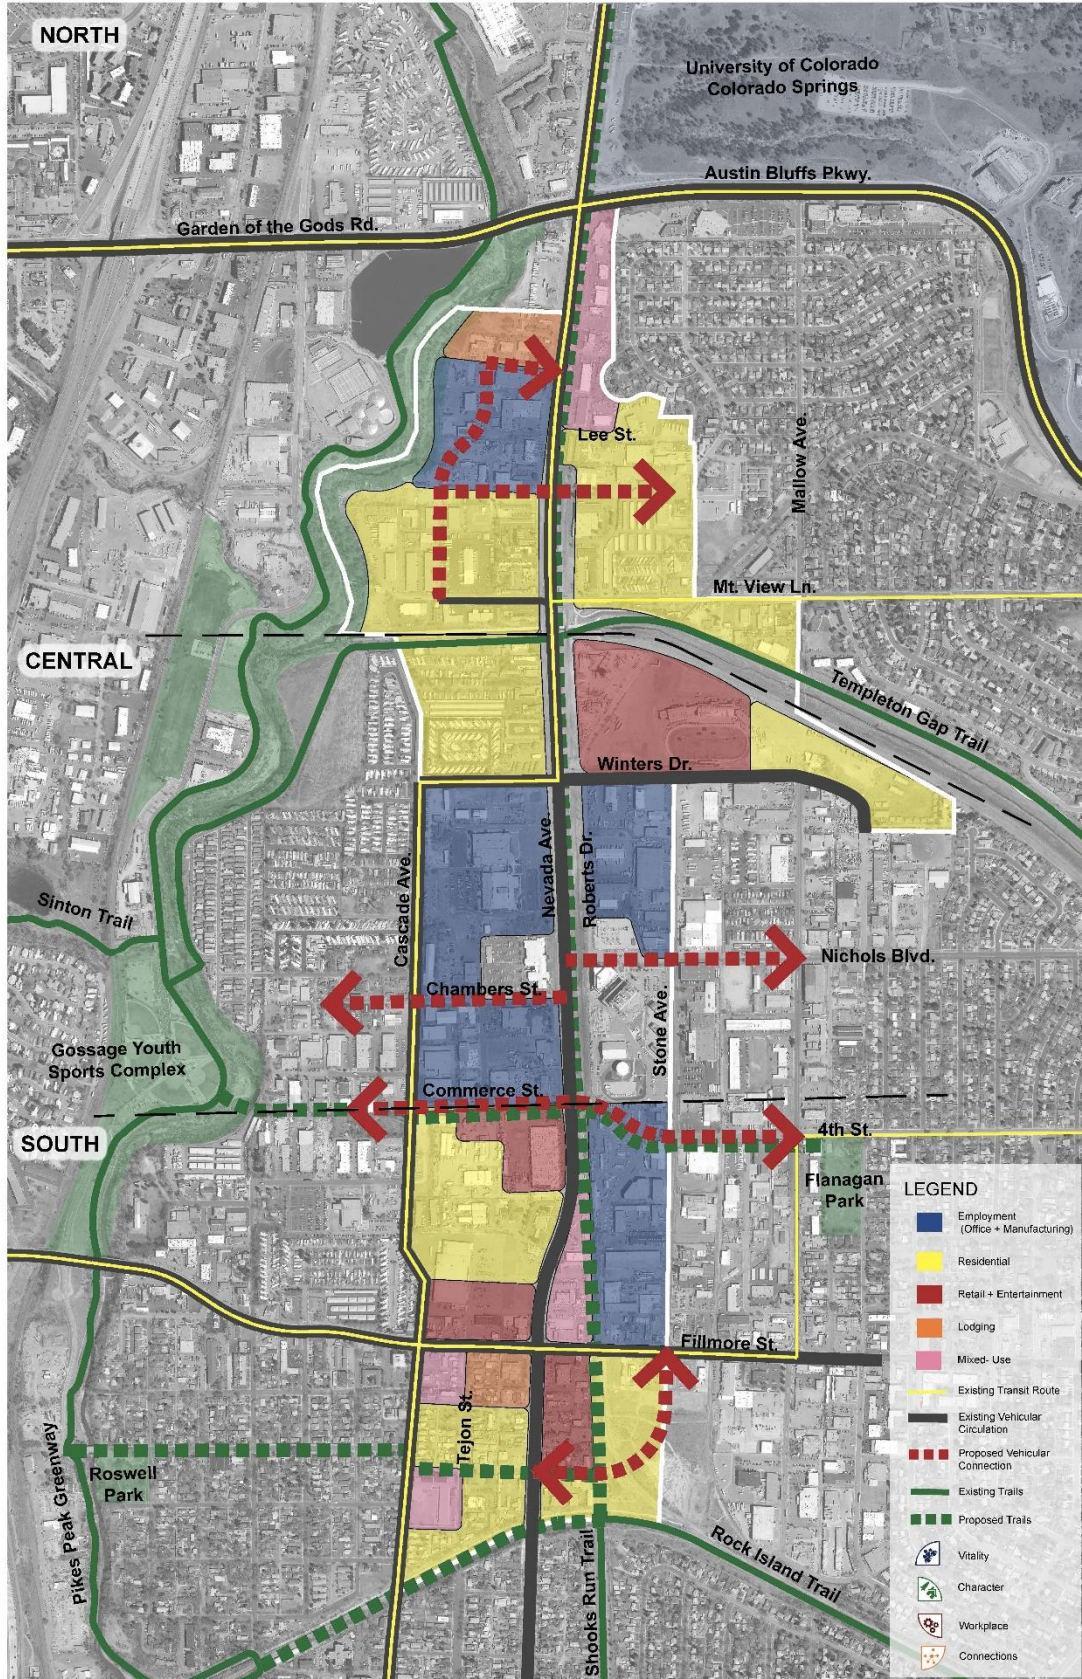 NORTH
University of Colorado
Colorado Springs
Austin Bluffs Pkwy.
Garden of the Gods Rd.
Lee St.
Mallow Ave.
Mt. View Ln.
CENTRAL
Templeton Gap Trail
Winters Dr.
Cascade Ave.
Nevada Ave.
Roberts Dr.
Sinton Trail
Nichols Blvd.
Chambers St.
Stone Ave.
Gossage Youth
Sports Complex
Commerce St.
SOUTH
4th St.
Flanagan
Park
Fillmore St.
Tejon St.
Roswell
Park
Pikes Peak Greenway
Shooks Run Trail
Rock Island Trail
LEGEND
Employment
(Office + Manufacturing)
Residential
Retail + Entertainment
Lodging
Mixed- Use
Existing Transit Route
Existing Vehicular
Circulation
Proposed Vehicular
Connection
Existing Trails
Proposed Trails
Vitality
Character
Workplace
Connections